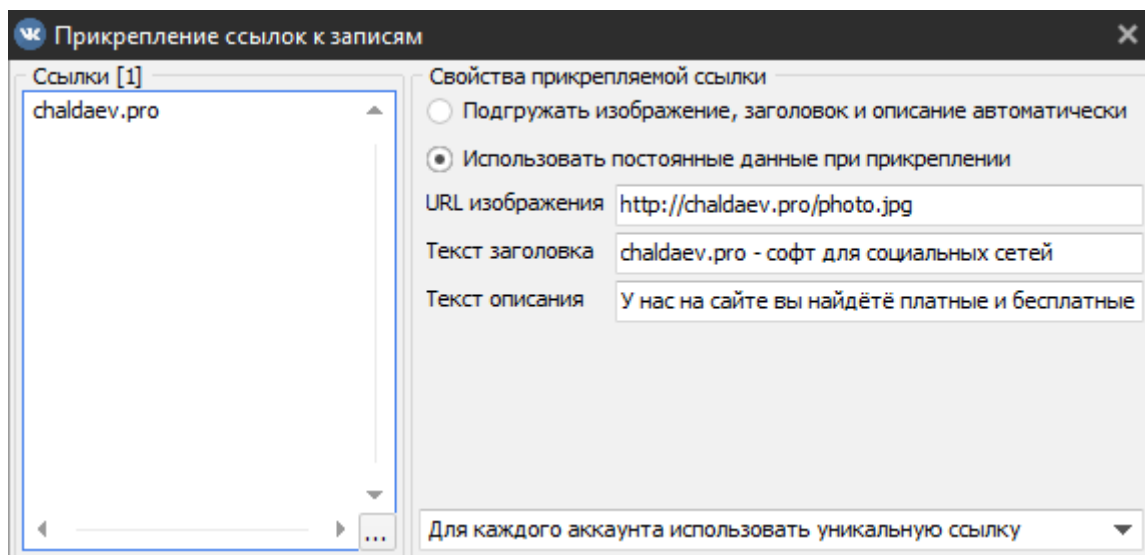 Прикрепление ссылок к записям
Ссылки [1]
chaldaev.pro
...
Свойства прикрепляемой ссылки
Подгружать изображение, заголовок и описание автоматически
Использовать постоянные данные при прикреплении
URL изображения http://chaldaev.pro/photo.jpg
Текст заголовка chaldaev.pro - софт для социальных сетей
Текст описания У нас на сайте вы найдётё платные и бесплатные
Для каждого аккаунта использовать уникальную ссылку